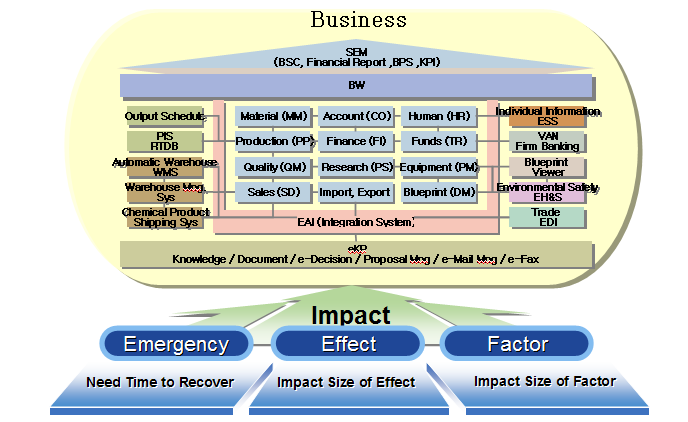 Business
SEM
(BSC, Financial Report ,BPS ,KPI)
BW
Output Schedule
Material (MM)
Account (CO)
Human (HR)
Individual Information
ESS
PIS
RTDB
Production (PP)
Finance (FI)
Funds (TR)
VAN
Firm Banking
Automatic Warehouse
WMS
Quality (QM)
Research (PS)
Equipment (PM)
Blueprint
Viewer
Warehouse Mog.
Sys
Sales (SD)
Import, Export
Blueprint (DM)
Environmental Safety
EH&S
Chemical Product
Shipping Sys
EAI (Integration System)
Trade
EDI
eKP
Knowledge / Document / e-Decision / Proposal Mog / e-Mail Mog / e-Fax
Impact
Emergency
Effect
Factor
Need Time to Recover
Impact Size of Effect
Impact Size of Factor